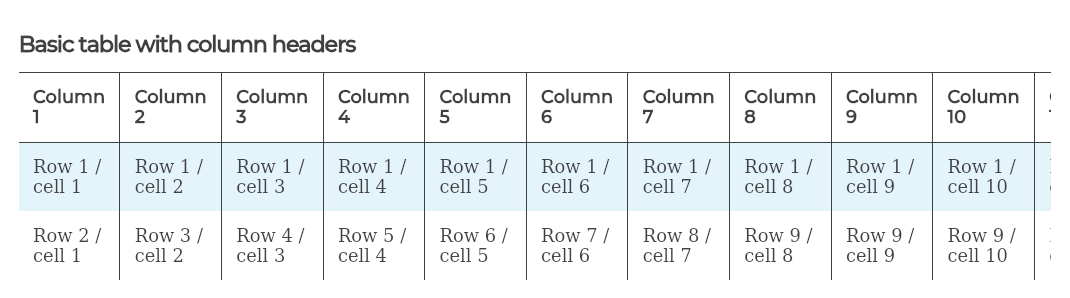 Basic table with column headers
Column 1 Column 2 Column 3 Column 4 Column 5 Column 6 Column 7 Column 8 Column 9 Column 10
Row 1 / cell 1 Row 1 / cell 2 Row 1 / cell 3 Row 1 / cell 4 Row 1 / cell 5 Row 1 / cell 6 Row 1 / cell 7 Row 1 / cell 8 Row 1 / cell 9 Row 1 / cell 10
Row 2 / cell 1 Row 3 / cell 2 Row 4 / cell 3 Row 5 / cell 4 Row 6 / cell 5 Row 7 / cell 6 Row 8 / cell 7 Row 9 / cell 8 Row 9 / cell 9 Row 9 / cell 10